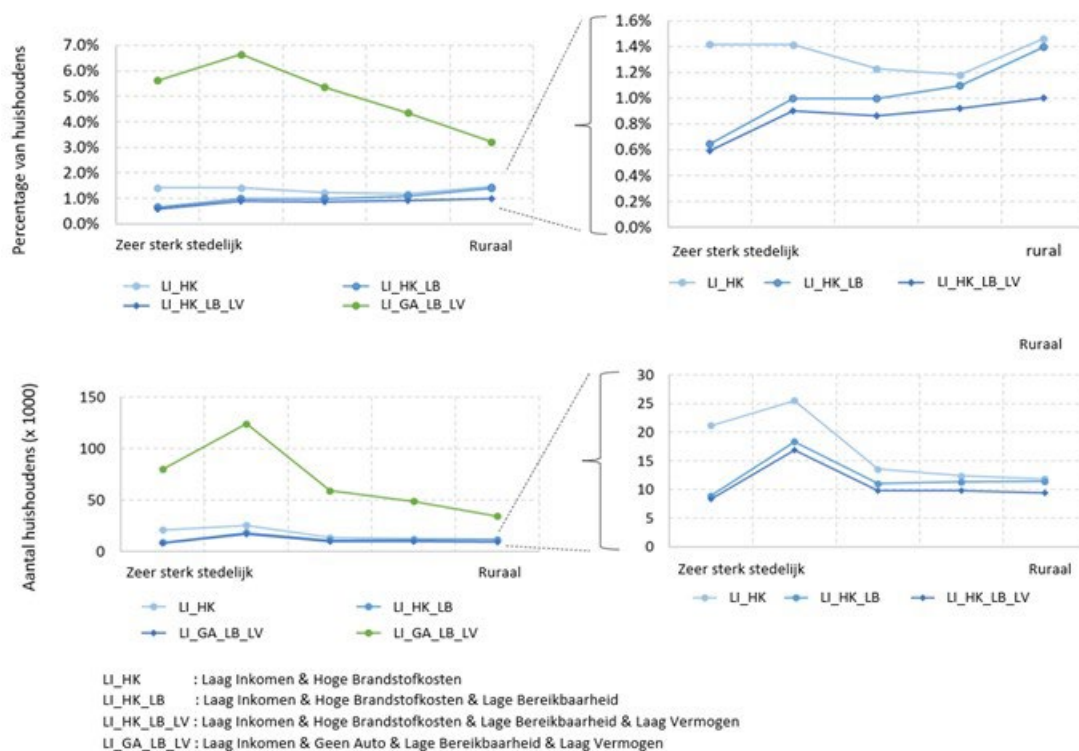 Percentage van huishoudens
7.0%
6.0%
5.0%
4.0%
3.0%
2.0%
1.0%
0.0%
Zeer sterk stedelijk Ruraal
LI_HK LI_HK_LB
LI_HK_LB_LV LI_GA_LB_LV
1.6%
1.4%
1.2%
1.0%
0.8%
0.6%
0.4%
0.2%
0.0%
Zeer sterk stedelijk rural
LI_HK LI_HK_LB LI_HK_LB_LV
Ruraal
Aantal huishoudens (x 1000)
150
100
50
0
Zeer sterk stedelijk Ruraal
LI_HK LI_HK_LB
LI_GA_LB_LV LI_GA_LB_LV
30
25
20
15
10
5
0
Zeer sterk stedelijk Ruraal
LI_HK LI_HK_LB LI_HK_LB_LV
LI_HK : Laag Inkomen & Hoge Brandstofkosten
LI_HK_LB : Laag Inkomen & Hoge Brandstofkosten & Lage Bereikbaarheid
LI_HK_LB_LV : Laag Inkomen & Hoge Brandstofkosten & Lage Bereikbaarheid & Laag Vermogen
LI_GA_LB_LV : Laag Inkomen & Geen Auto & Lage Bereikbaarheid & Laag Vermogen